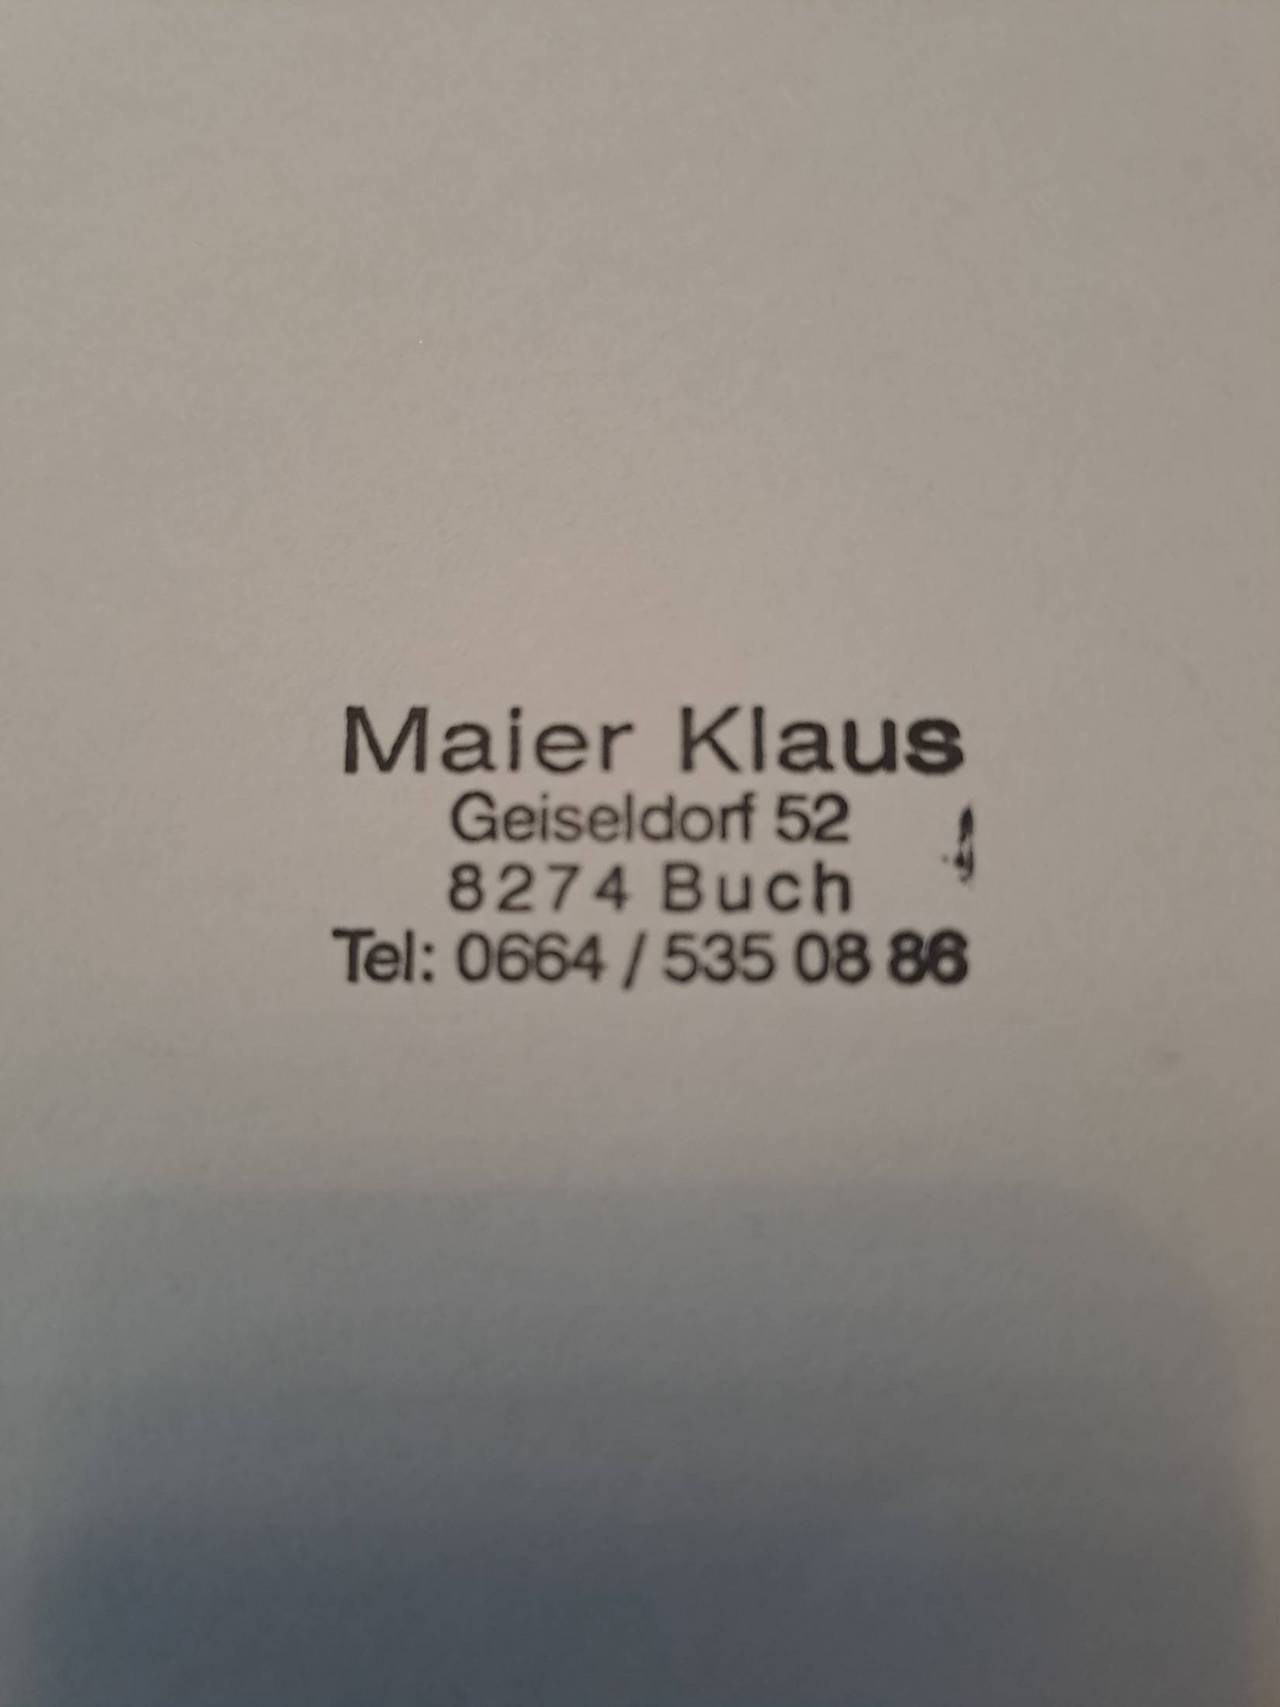 Maier Klaus
Geiseldorf 52
8274 Buch
Tel: 0664 / 535 08 86